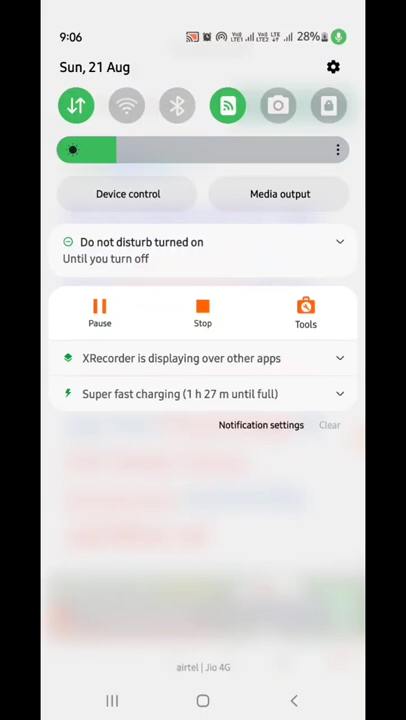 9:06 28%
Sun, 21 Aug
Device control Media output
Do not disturb turned on
Until you turn off
Pause Stop Tools
XRecorder is displaying over other apps
Super fast charging (1 h 27 m until full)
Notification settings Clear
airtel | Jio 4G